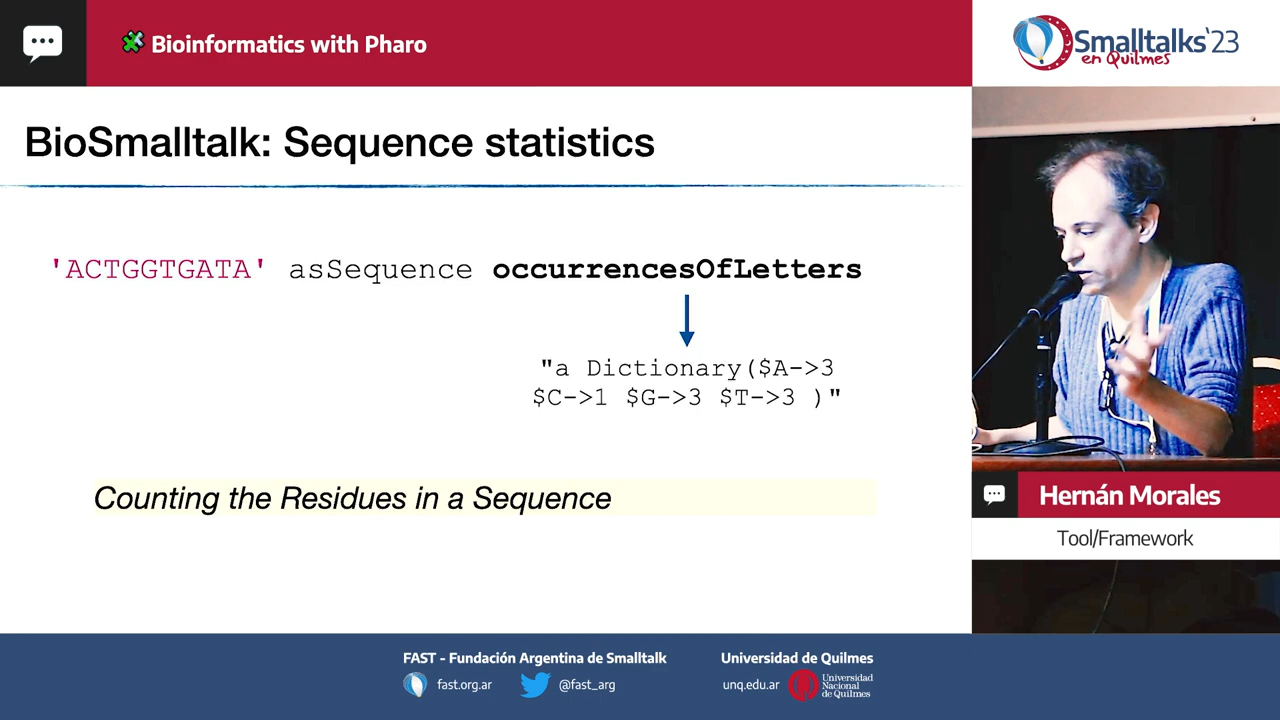 Bioinformatics with Pharo
Smalltalks'23
en Quilmes
BioSmalltalk: Sequence statistics
'ACTGGTGATA' asSequence occurrencesOfLetters
"a Dictionary($A->3
$C->1 $G->3 $T->3 )"
Counting the Residues in a Sequence
Hernán Morales
Tool/Framework
FAST - Fundación Argentina de Smalltalk
fast.org.ar
@fast_arg
Universidad de Quilmes
unq.edu.ar
Universidad
Nacional
de Quilmes